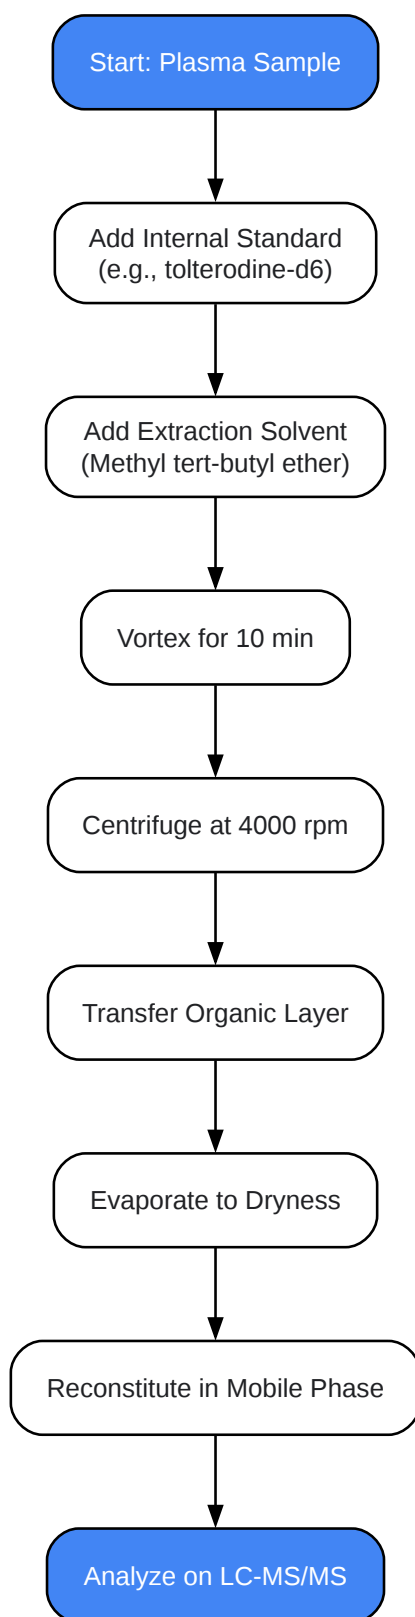 Start: Plasma Sample
Add Internal Standard
(e.g., tolterodine-d6)
Add Extraction Solvent
(Methyl tert-butyl ether)
Vortex for 10 min
Centrifuge at 4000 rpm
Transfer Organic Layer
Evaporate to Dryness
Reconstitute in Mobile Phase
Analyze on LC-MS/MS